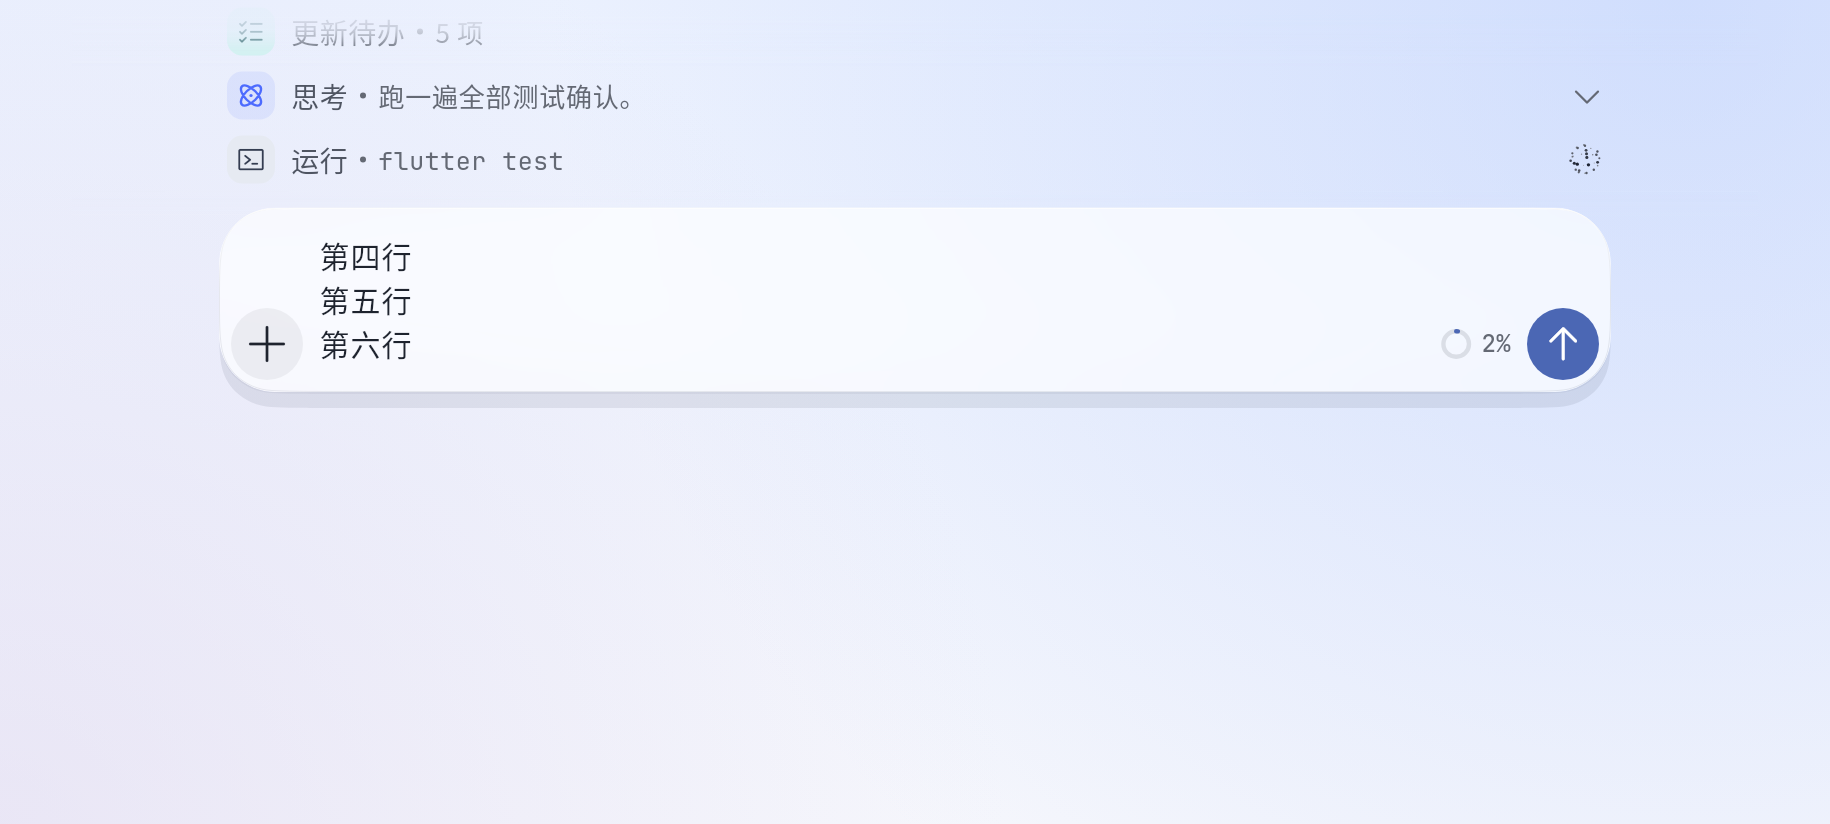 更新待办 • 5 项
思考 • 跑一遍全部测试确认。
运行 • flutter test
第四行
第五行
第六行
2%